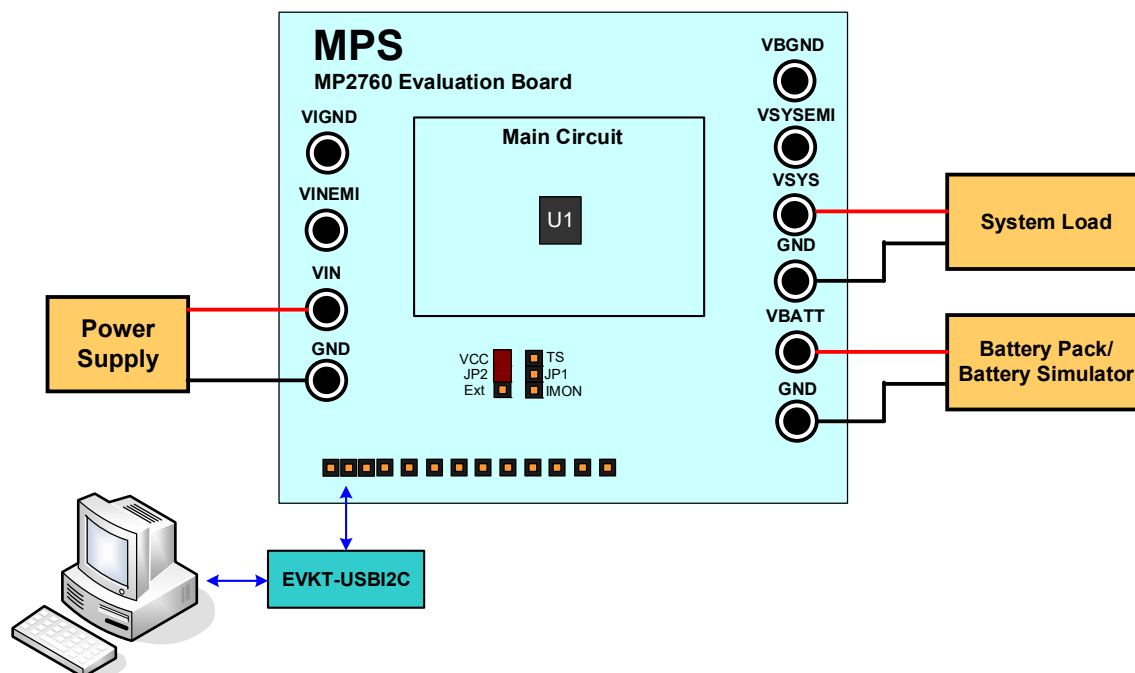 MPS
MP2760 Evaluation Board
VIGND
VINEMI
VIN
GND
Power
Supply
Main Circuit
U1
VBGND
VSYSEMI
VSYS
GND
VBATT
GND
System Load
Battery Pack/
Battery Simulator
VCC
JP2
Ext
TS
JP1
IMON
EVKT-USBI2C